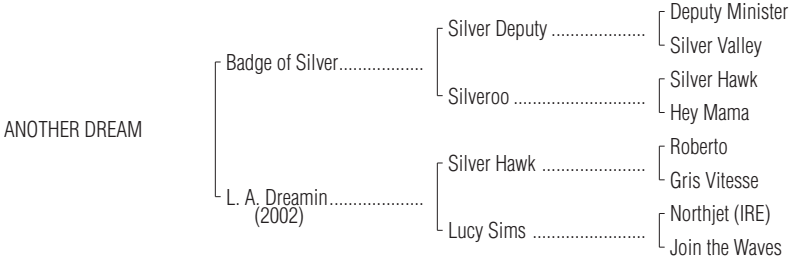 Deputy Minister
Silver Deputy ....................
Silver Valley
Badge of Silver..................
Silver Hawk
Silveroo ............................
Hey Mama
ANOTHER DREAM
Roberto
Silver Hawk ......................
Gris Vitesse
L. A. Dreamin....................
(2002)
Northjet (IRE)
Lucy Sims ........................
Join the Waves